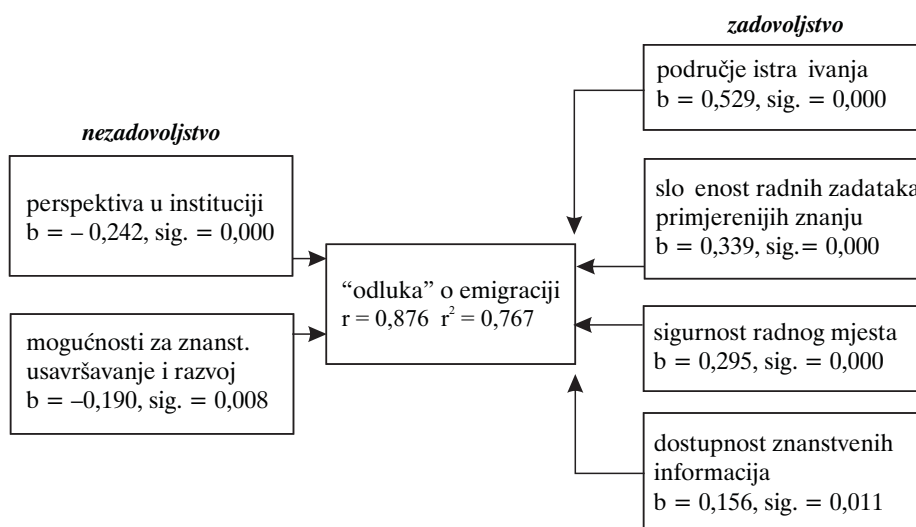 nezadovoljstvo
perspektiva u instituciji
b = – 0,242, sig. = 0,000
mogućnosti za znanst.
usavršavanje i razvoj
b = –0,190, sig. = 0,008
“odluka” o emigraciji
r = 0,876 r² = 0,767
zadovoljstvo
područje istra ivanja
b = 0,529, sig. = 0,000
slo enost radnih zadataka
primjerenijih znanju
b = 0,339, sig.= 0,000
sigurnost radnog mjesta
b = 0,295, sig. = 0,000
dostupnost znanstvenih
informacija
b = 0,156, sig. = 0,011